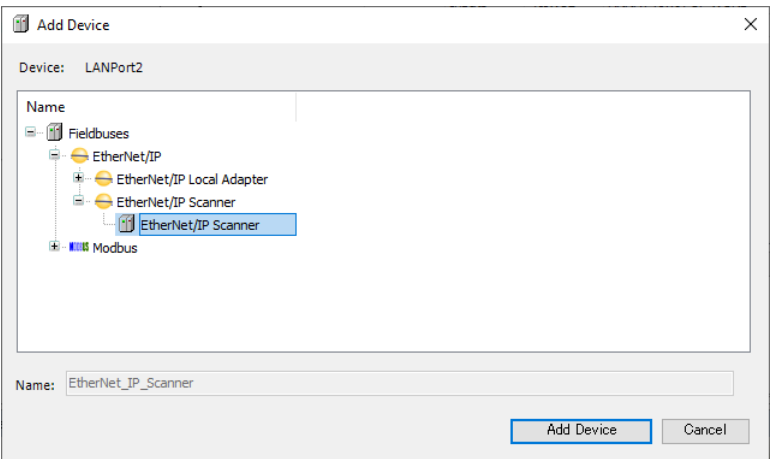 Add Device
Device: LANPort2
Name
Fieldbuses
EtherNet/IP
EtherNet/IP Local Adapter
EtherNet/IP Scanner
EtherNet/IP Scanner
MODBUS Modbus
Name: EtherNet_IP_Scanner
Add Device Cancel